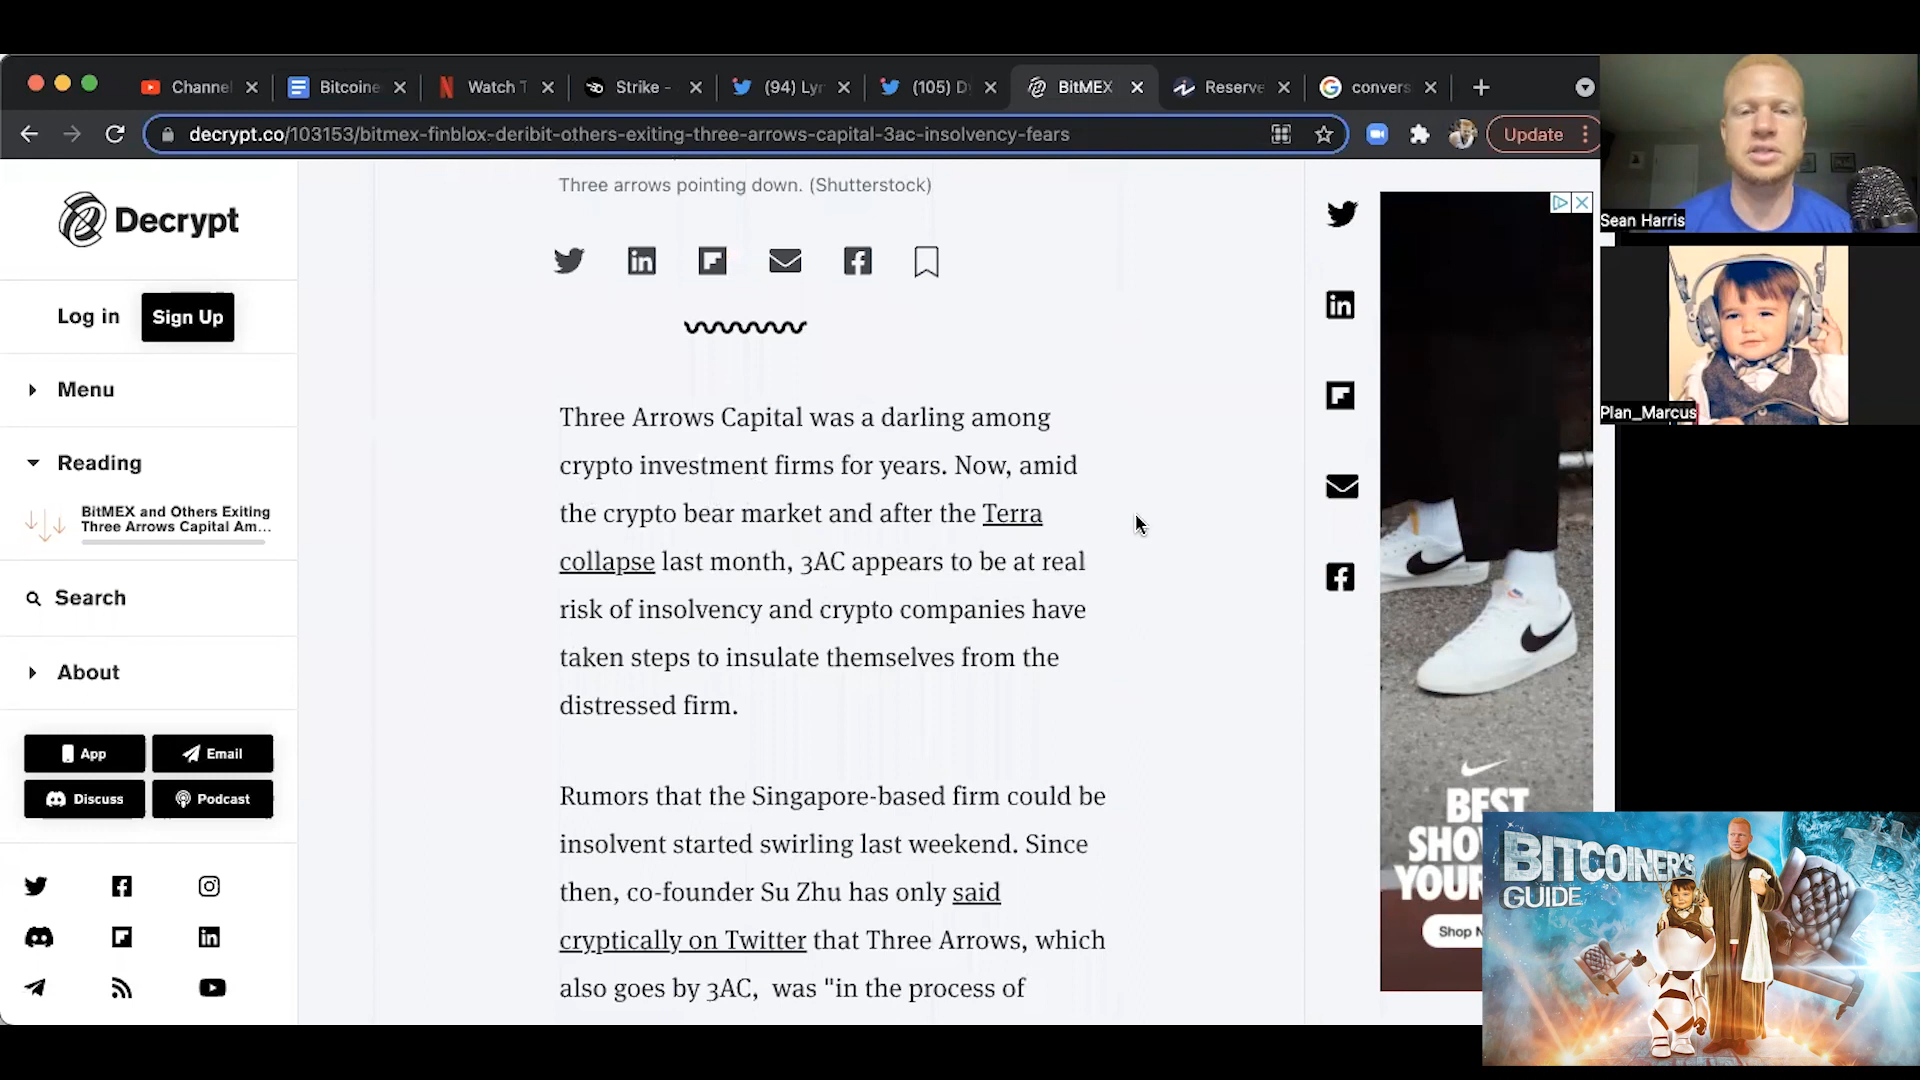 Channel
Bitcoine
Watch T
Strike -
(94) Lyr
(105) D
BitMEX
Reserve
convers
decrypt.co/103153/bitmex-finblox-deribit-others-exiting-three-arrows-capital-3ac-insolvency-fears
Update
Sean Harris
Plan_Marcus
Decrypt
Log in
Sign Up
Menu
Reading
BitMEX and Others Exiting
Three Arrows Capital Am...
Search
About
App
Email
Discuss
Podcast
Three arrows pointing down. (Shutterstock)
Three Arrows Capital was a darling among
crypto investment firms for years. Now, amid
the crypto bear market and after the Terra
collapse last month, 3AC appears to be at real
risk of insolvency and crypto companies have
taken steps to insulate themselves from the
distressed firm.
Rumors that the Singapore-based firm could be
insolvent started swirling last weekend. Since
then, co-founder Su Zhu has only said
cryptically on Twitter that Three Arrows, which
also goes by 3AC, was "in the process of
BEST
SHO
YOUR
Shop N
BITCOINER'S
GUIDE